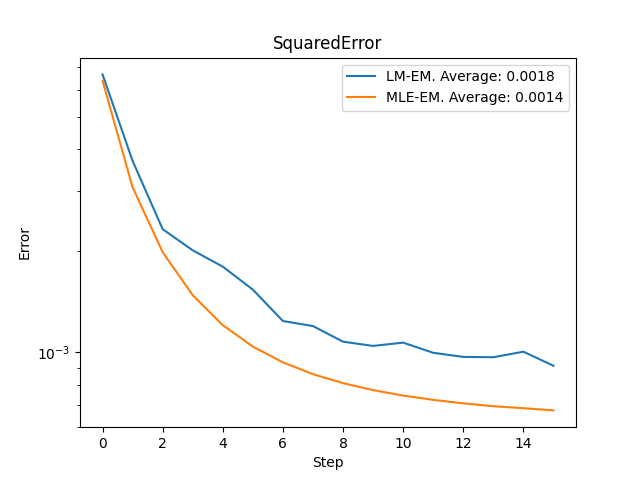 SquaredError
LM-EM. Average: 0.0018
MLE-EM. Average: 0.0014
Error
10⁻³
0 2 4 6 8 10 12 14
Step